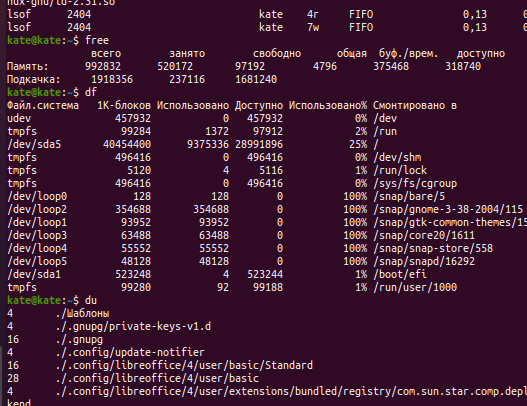 nux-gnu/ld-2.31.so
lsof 2404 kate 4r FIFO 0,13
lsof 2404 kate 7w FIFO 0,13
kate@kate:~$ free
всего занято свободно общая буф./врем. доступно
Память: 992832 520172 97192 4796 375468 318740
Подкачка: 1918356 237116 1681240
kate@kate:~$ df
Файл.система 1K-блоков Использовано Доступно Использовано% Смонтировано в
udev 457932 0 457932 0% /dev
tmpfs 99284 1372 97912 2% /run
/dev/sda5 40454400 9375336 28991896 25% /
tmpfs 496416 0 496416 0% /dev/shm
tmpfs 5120 4 5116 1% /run/lock
tmpfs 496416 0 496416 0% /sys/fs/cgroup
/dev/loop0 128 128 0 100% /snap/bare/5
/dev/loop2 354688 354688 0 100% /snap/gnome-3-38-2004/115
/dev/loop1 93952 93952 0 100% /snap/gtk-common-themes/15
/dev/loop3 63488 63488 0 100% /snap/core20/1611
/dev/loop4 55552 55552 0 100% /snap/snap-store/558
/dev/loop5 48128 48128 0 100% /snap/snapd/16292
/dev/sda1 523248 4 523244 1% /boot/efi
tmpfs 99280 92 99188 1% /run/user/1000
kate@kate:~$ du
4 ./Шаблоны
4 ./.gnupg/private-keys-v1.d
16 ./.gnupg
4 ./.config/update-notifier
16 ./.config/libreoffice/4/user/basic/Standard
28 ./.config/libreoffice/4/user/basic
4 ./.config/libreoffice/4/user/extensions/bundled/registry/com.sun.star.comp.depl
kend